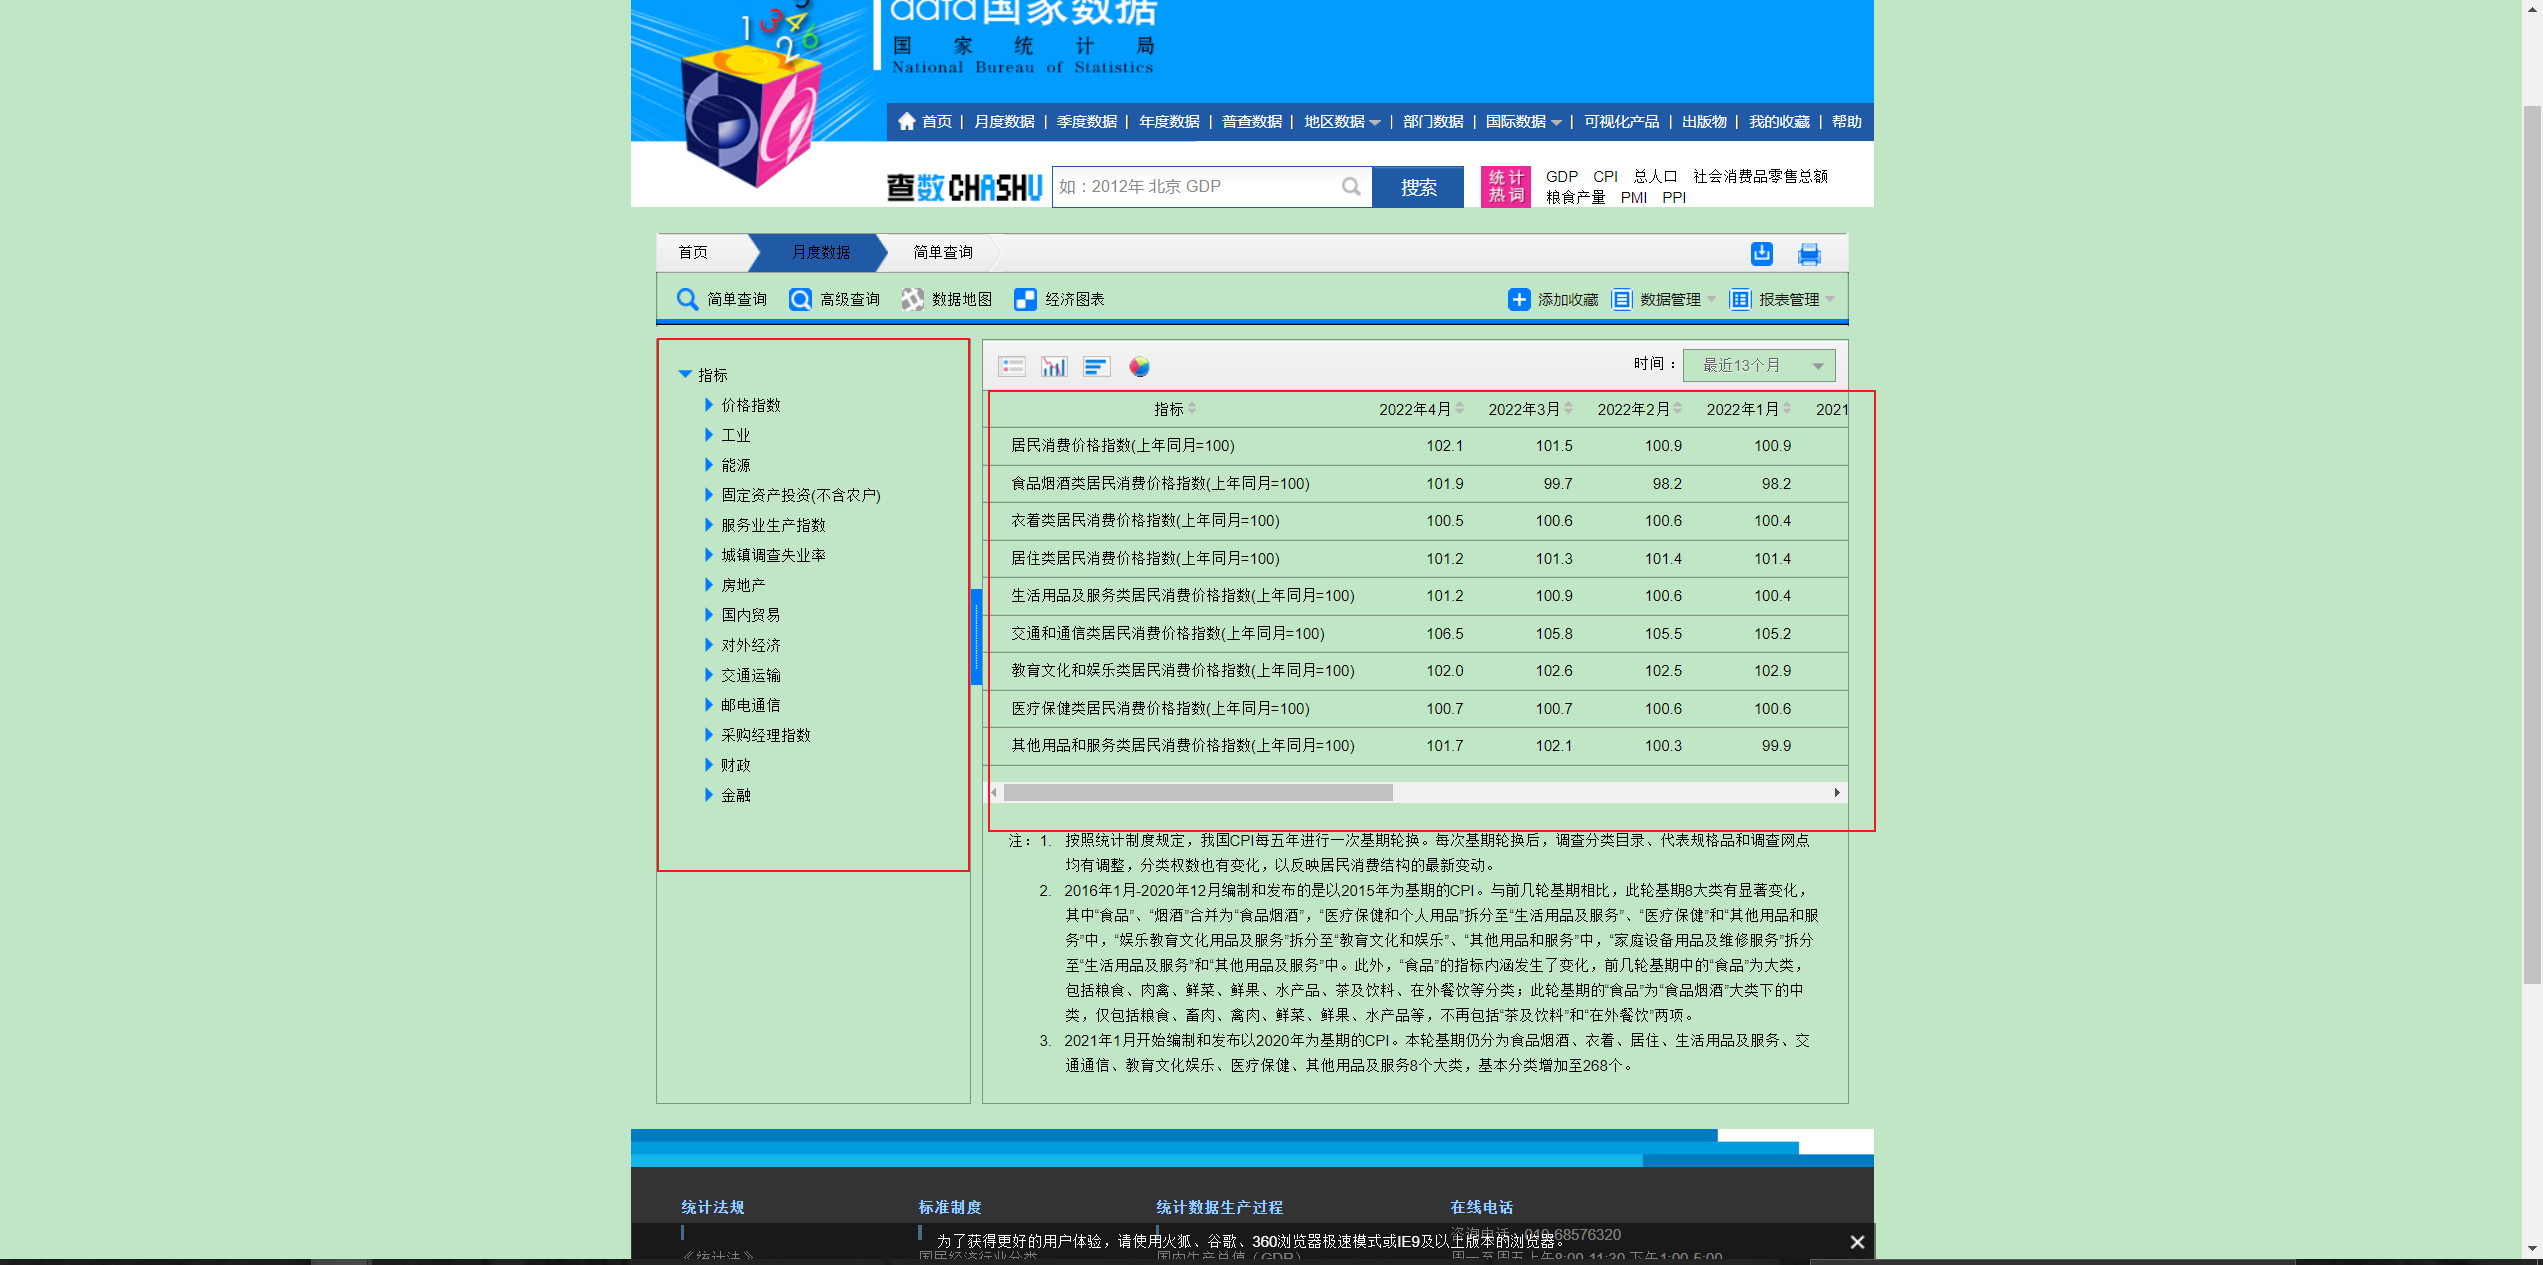 data国家数据
国家统计局
National Bureau of Statistics
首页 | 月度数据 | 季度数据 | 年度数据 | 普查数据 | 地区数据 | 部门数据 | 国际数据 | 可视化产品 | 出版物 | 我的收藏 | 帮助
查数CHASHU 如：2012年 北京 GDP 搜索
统计热词
GDP CPI 总人口 社会消费品零售总额
粮食产量 PMI PPI
首页 月度数据 简单查询
简单查询 高级查询 数据地图 经济图表 添加收藏 数据管理 报表管理
指标
价格指数
工业
能源
固定资产投资(不含农户)
服务业生产指数
城镇调查失业率
房地产
国内贸易
对外经济
交通运输
邮电通信
采购经理指数
财政
金融
时间： 最近13个月
指标 2022年4月 2022年3月 2022年2月 2022年1月 2021
居民消费价格指数(上年同月=100) 102.1 101.5 100.9 100.9
食品烟酒类居民消费价格指数(上年同月=100) 101.9 99.7 98.2 98.2
衣着类居民消费价格指数(上年同月=100) 100.5 100.6 100.6 100.4
居住类居民消费价格指数(上年同月=100) 101.2 101.3 101.4 101.4
生活用品及服务类居民消费价格指数(上年同月=100) 101.2 100.9 100.6 100.4
交通和通信类居民消费价格指数(上年同月=100) 106.5 105.8 105.5 105.2
教育文化和娱乐类居民消费价格指数(上年同月=100) 102.0 102.6 102.5 102.9
医疗保健类居民消费价格指数(上年同月=100) 100.7 100.7 100.6 100.6
其他用品和服务类居民消费价格指数(上年同月=100) 101.7 102.1 100.3 99.9
注：1. 按照统计制度规定，我国CPI每五年进行一次基期轮换。每次基期轮换后，调查分类目录、代表规格品和调查网点
均有调整，分类权数也有变化，以反映居民消费结构的最新变动。
2. 2016年1月-2020年12月编制和发布的是以2015年为基期的CPI。与前几轮基期相比，此轮基期8大类有显著变化，
其中“食品”、“烟酒”合并为“食品烟酒”，“医疗保健和个人用品”拆分至“生活用品及服务”、“医疗保健”和“其他用品和服
务”中，“娱乐教育文化用品及服务”拆分至“教育文化和娱乐”、“其他用品和服务”中，“家庭设备用品及维修服务”拆分
至“生活用品及服务”和“其他用品及服务”中。此外，“食品”的指标内涵发生了变化，前几轮基期中的“食品”为大类，
包括粮食、肉禽、鲜菜、鲜果、水产品、茶及饮料、在外餐饮等分类；此轮基期的“食品”为“食品烟酒”大类下的中
类，仅包括粮食、畜肉、禽肉、鲜菜、鲜果、水产品等，不再包括“茶及饮料”和“在外餐饮”两项。
3. 2021年1月开始编制和发布以2020年为基期的CPI。本轮基期仍分为食品烟酒、衣着、居住、生活用品及服务、交
通通信、教育文化娱乐、医疗保健、其他用品及服务8个大类，基本分类增加至268个。
统计法规 标准制度 统计数据生产过程 在线电话
咨询电话：010-68576320
为了获得更好的用户体验，请使用火狐、谷歌、360浏览器极速模式或IE9及以上版本的浏览器。
《统计法》 国民经济行业分类 国内生产总值（GDP） 周一至周五上午8:00-11:30 下午1:00-5:00